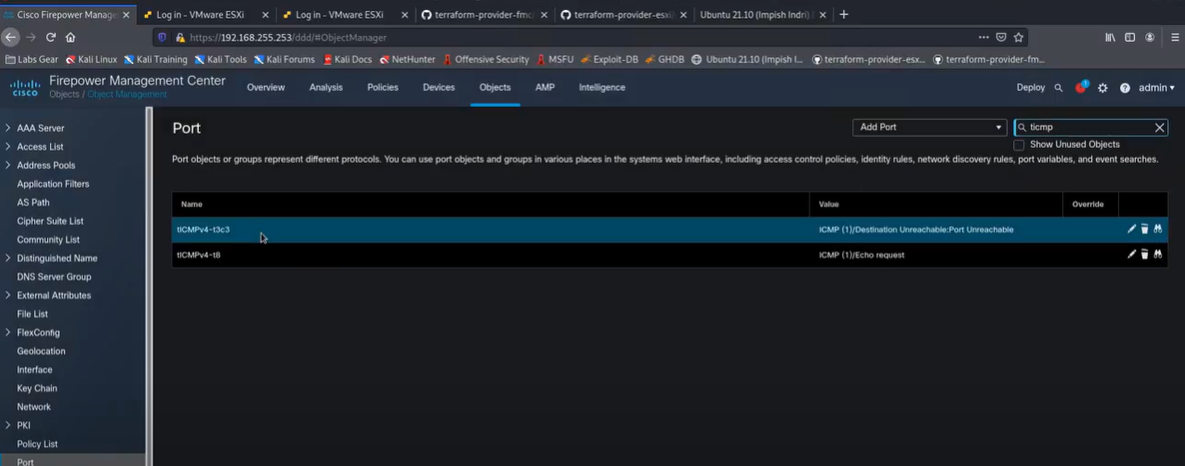 Cisco Firepower Manage
Log in - VMware ESXi
Log in - VMware ESXi
terraform-provider-fmc/
terraform-provider-esxi
Ubuntu 21.10 (Impish Indri)
https://192.168.255.253/ddd/#ObjectManager
Labs Gear
Kali Linux
Kali Training
Kali Tools
Kali Forums
Kali Docs
NetHunter
Offensive Security
MSFU
Exploit-DB
GHDB
Ubuntu 21.10 (Impish I...
terraform-provider-esx...
terraform-provider-fm...
cisco
Firepower Management Center
Objects / Object Management
Overview
Analysis
Policies
Devices
Objects
AMP
Intelligence
Deploy
1
admin
AAA Server
Access List
Address Pools
Application Filters
AS Path
Cipher Suite List
Community List
Distinguished Name
DNS Server Group
External Attributes
File List
FlexConfig
Geolocation
Interface
Key Chain
Network
PKI
Policy List
Port
Port
Add Port
ticmp
Show Unused Objects
Port objects or groups represent different protocols. You can use port objects and groups in various places in the systems web interface, including access control policies, identity rules, network discovery rules, port variables, and event searches.
Name Value Override
tICMPv4-t3c3 ICMP (1)/Destination Unreachable:Port Unreachable
tICMPv4-t8 ICMP (1)/Echo request